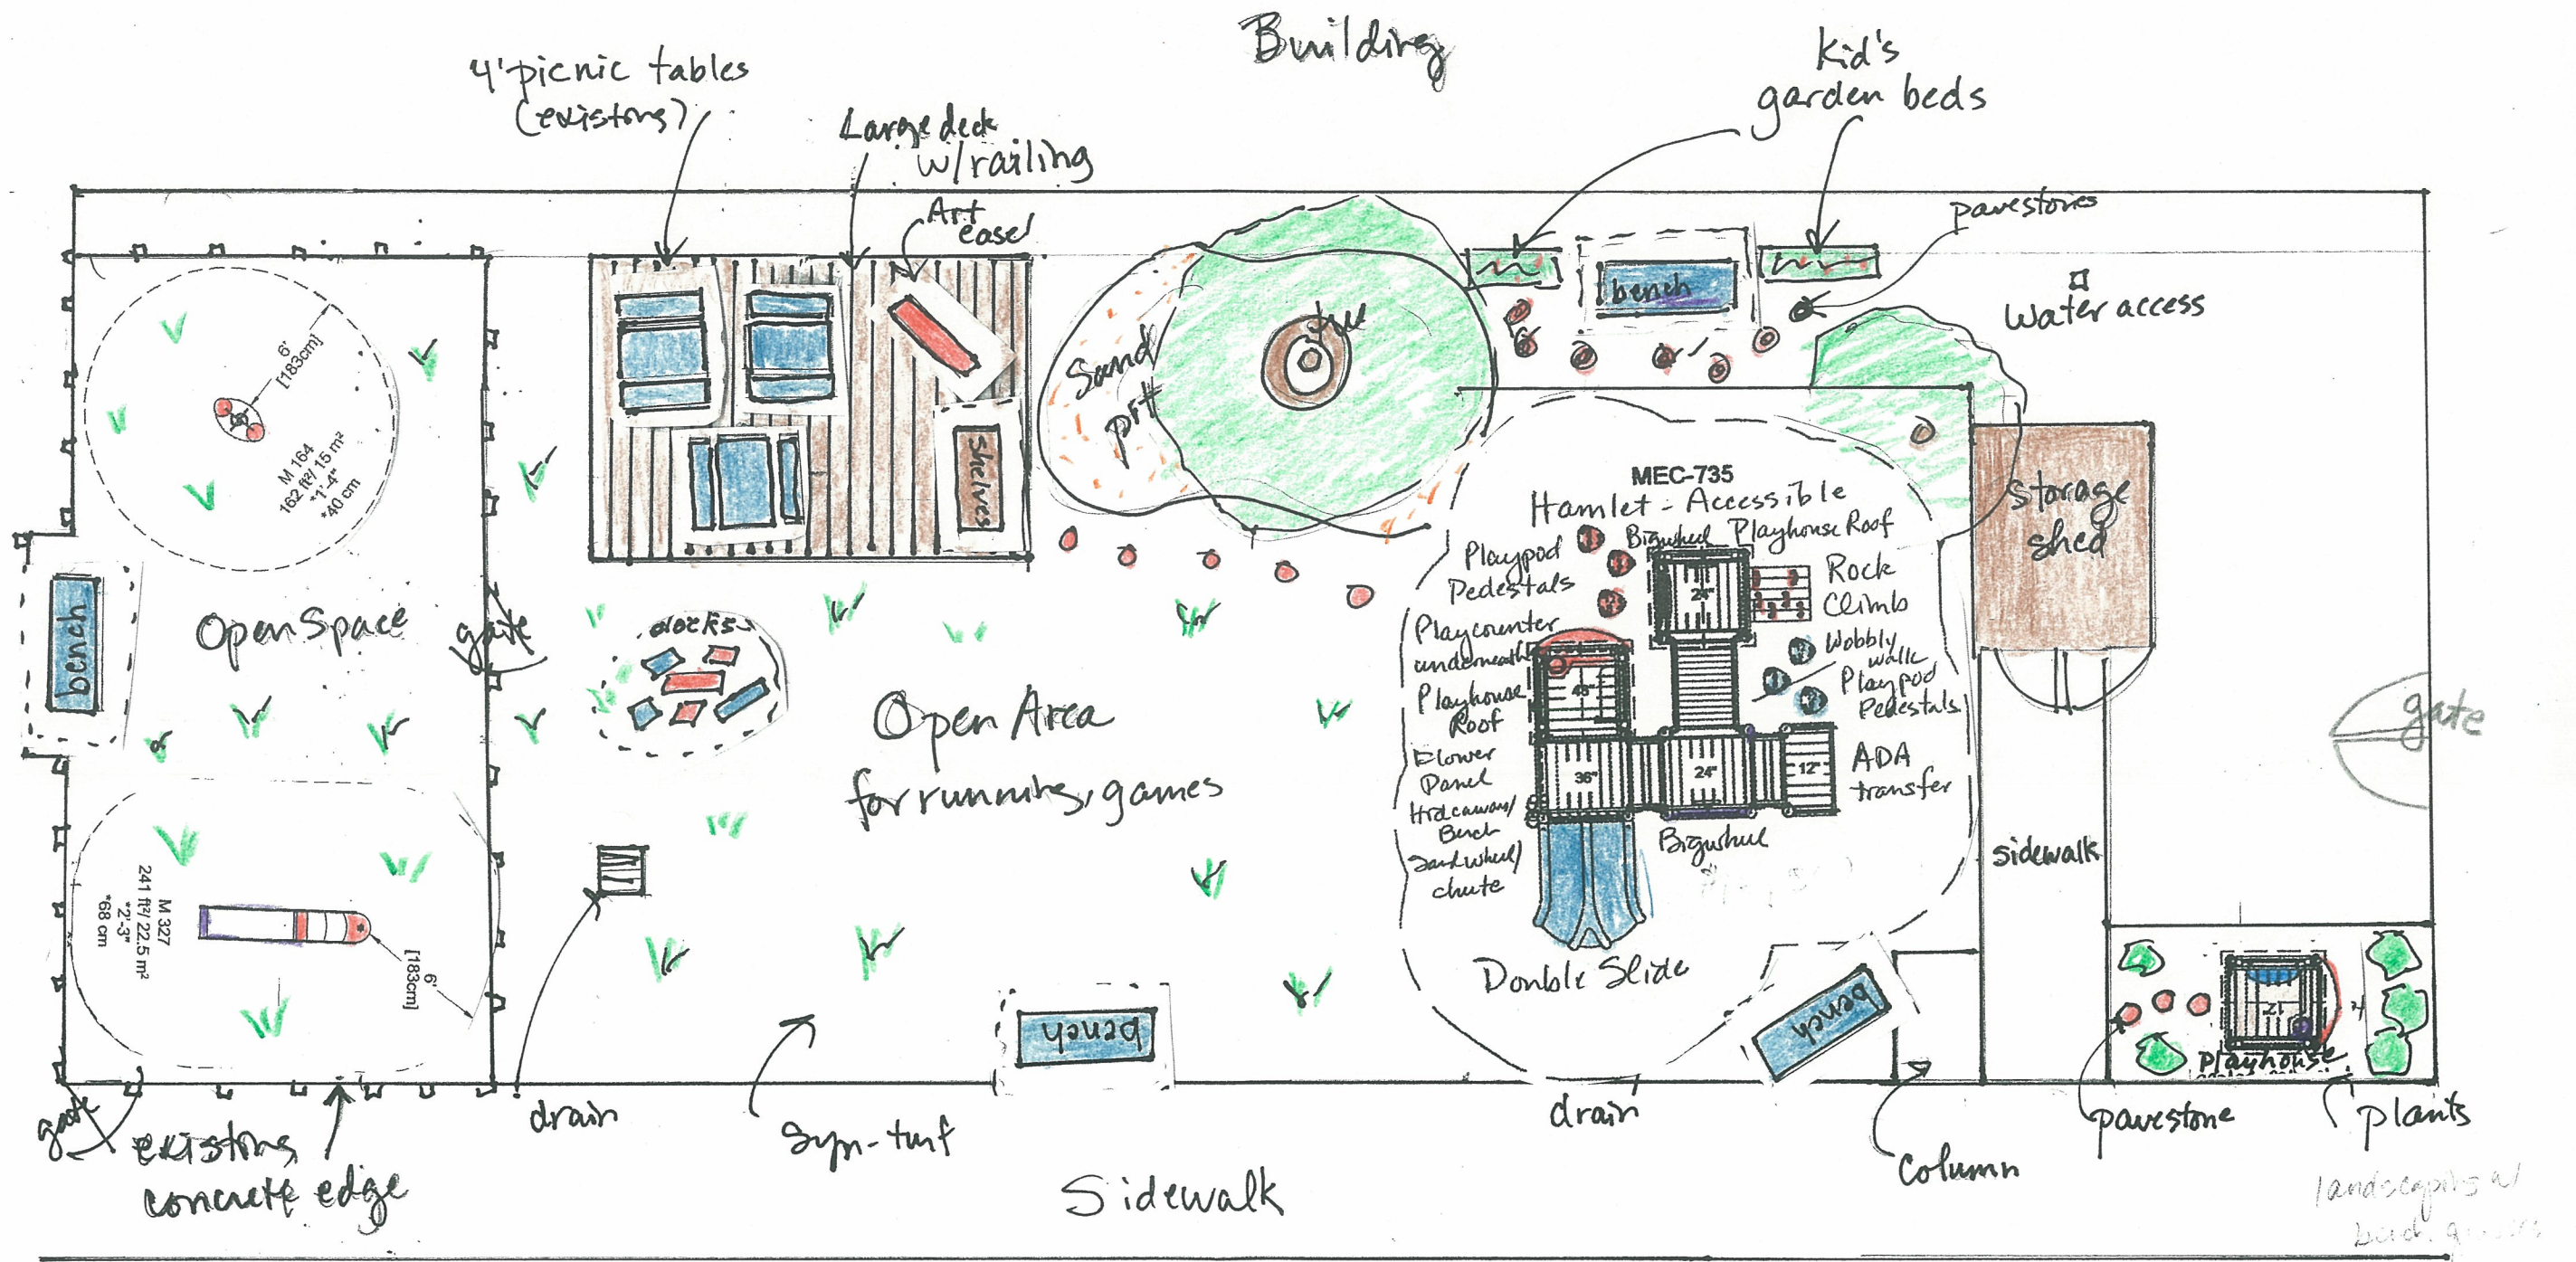 Building
4' picnic tables
(existing)
Large deck
w/railing
Art
easel
Kid's
garden beds
pavestones
bench
Water access
tree
Sand
pit
6'
[183cm]
M 164
162 ft²/ 15 m²
*1'-4"
*40 cm
shelves
storage
shed
MEC-735
Hamlet - Accessible
Bigwheel
Playhouse Roof
Playpod
Pedestals
24"
Rock
Climb
Playcounter
underneath
Wobbly
walk
Playpod
Pedestals
Playhouse
Roof
48"
Flower
Panel
36"
24"
12"
ADA
transfer
Hideaway/
Bench
Sandwheel/
chute
Bigwheel
Double Slide
bench
Open Space
gate
Open Area
for running, games
gate
sidewalk
M 327
241 ft²/ 22.5 m²
*2'-3"
*68 cm
6'
[183cm]
bench
bench
12"
playhouse
gate
existing
concrete edge
drain
syn-turf
Sidewalk
drain
column
pavestone
plants
landscaping w/